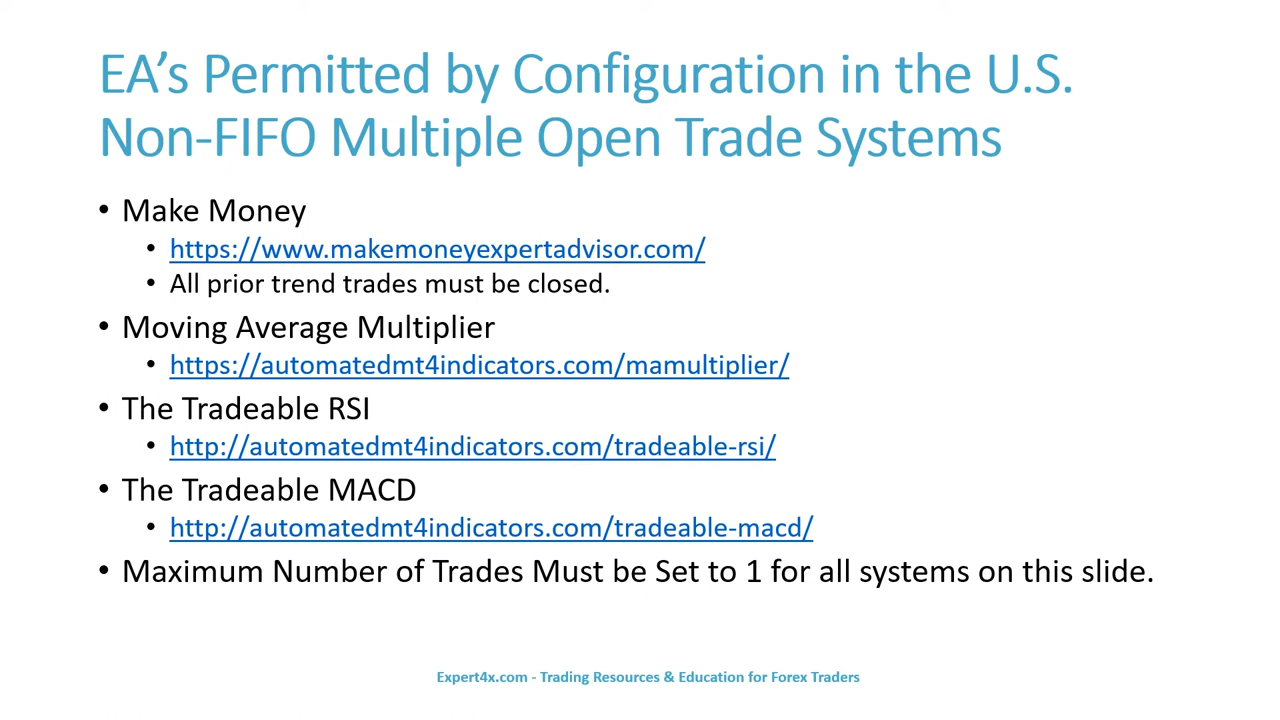 EA’s Permitted by Configuration in the U.S.
Non-FIFO Multiple Open Trade Systems
• Make Money
• https://www.makemoneyexpertadvisor.com/
• All prior trend trades must be closed.
• Moving Average Multiplier
• https://automatedmt4indicators.com/mamultiplier/
• The Tradeable RSI
• http://automatedmt4indicators.com/tradeable-rsi/
• The Tradeable MACD
• http://automatedmt4indicators.com/tradeable-macd/
• Maximum Number of Trades Must be Set to 1 for all systems on this slide.
Expert4x.com - Trading Resources & Education for Forex Traders